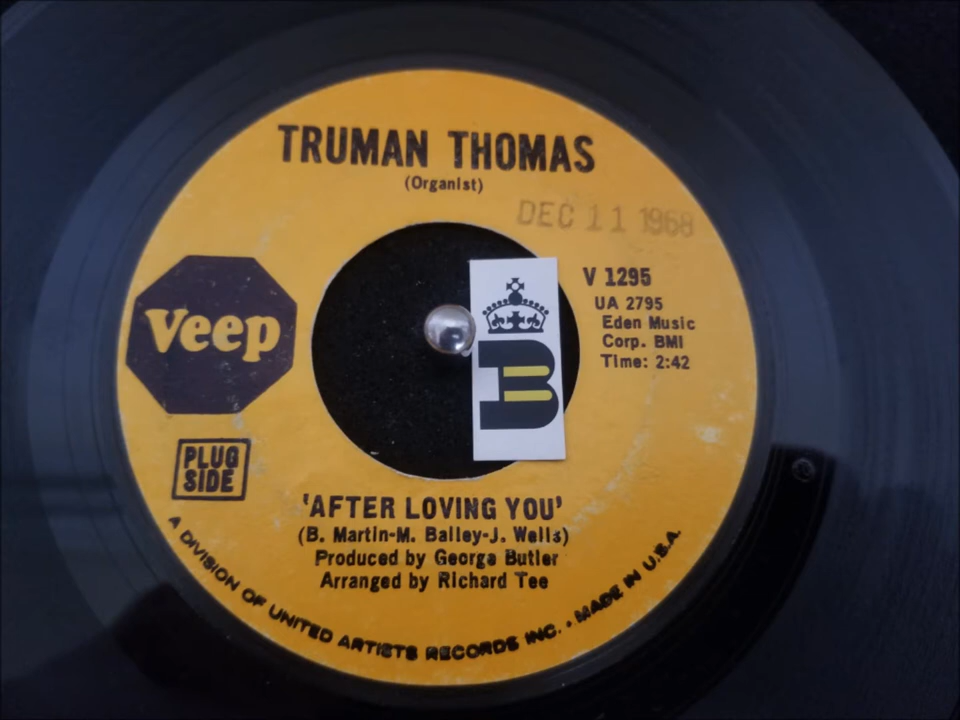 TRUMAN THOMAS
(Organist)
DEC 11 1968
V 1295
UA 2795
Eden Music
Corp. BMI
Time: 2:42
Veep
B
PLUG
SIDE
'AFTER LOVING YOU'
(B. Martin-M. Bailey-J. Wells)
Produced by George Butler
Arranged by Richard Tee
A DIVISION OF UNITED ARTISTS RECORDS INC. • MADE IN U.S.A.